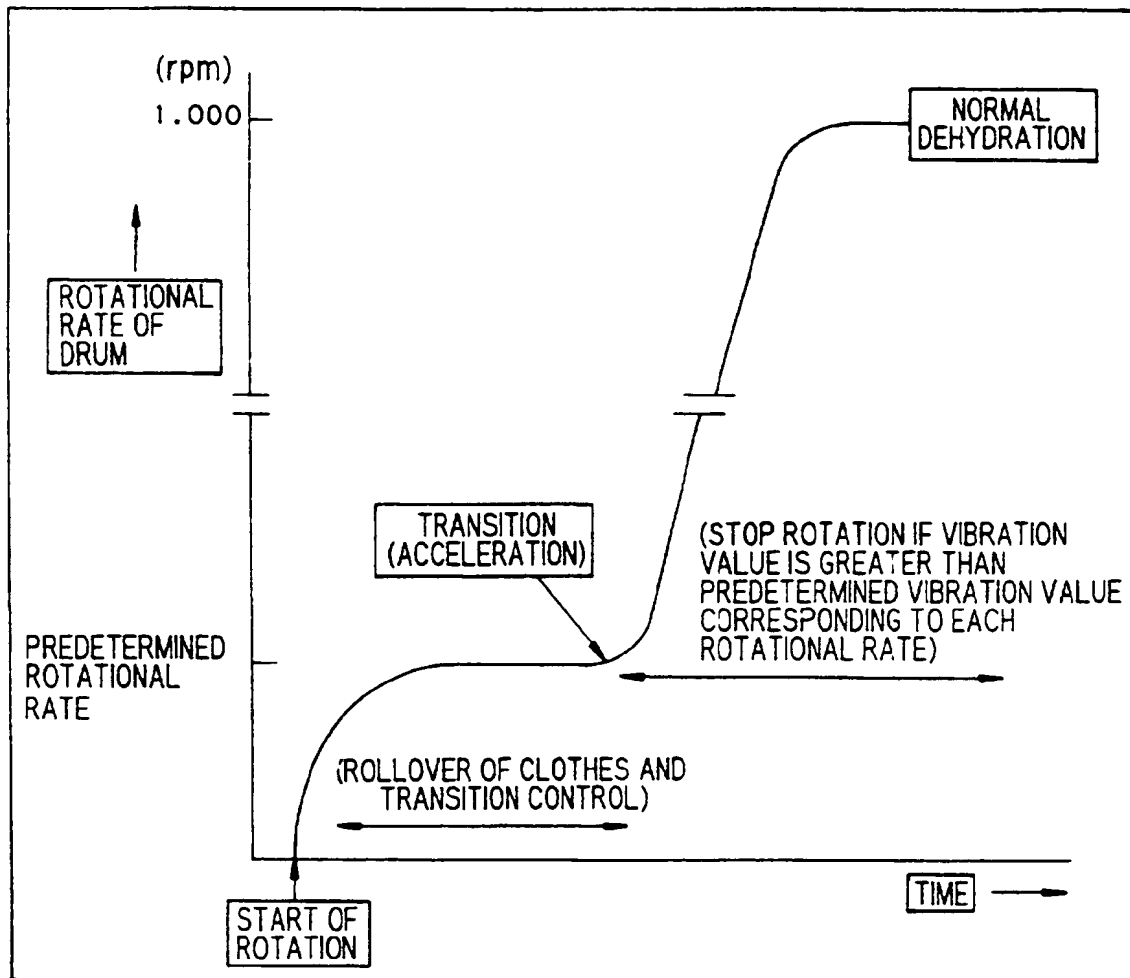 (rpm)
1.000
NORMAL
DEHYDRATION
ROTATIONAL
RATE OF
DRUM
TRANSITION
(ACCELERATION)
(STOP ROTATION IF VIBRATION
VALUE IS GREATER THAN
PREDETERMINED VIBRATION VALUE
CORRESPONDING TO EACH
ROTATIONAL RATE)
PREDETERMINED
ROTATIONAL
RATE
(ROLLOVER OF CLOTHES AND
TRANSITION CONTROL)
TIME
START OF
ROTATION